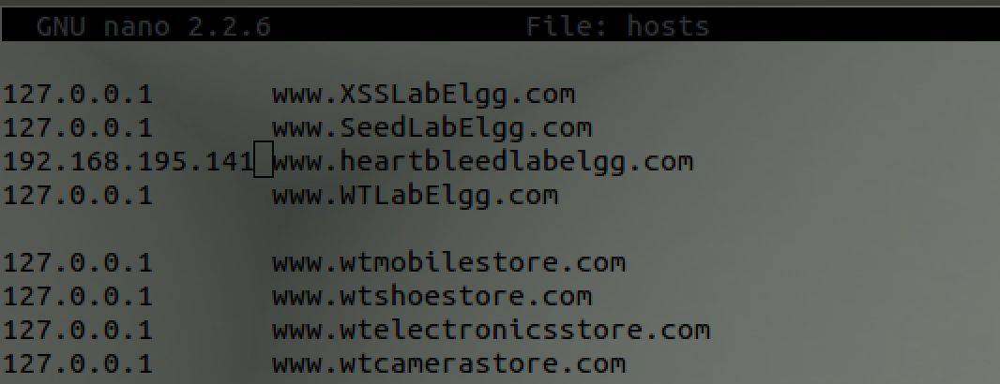 GNU nano 2.2.6 File: hosts
127.0.0.1 www.XSSLabElgg.com
127.0.0.1 www.SeedLabElgg.com
192.168.195.141 www.heartbleedlabelgg.com
127.0.0.1 www.WTLabElgg.com
127.0.0.1 www.wtmobilestore.com
127.0.0.1 www.wtshoestore.com
127.0.0.1 www.wtelectronicsstore.com
127.0.0.1 www.wtcamerastore.com